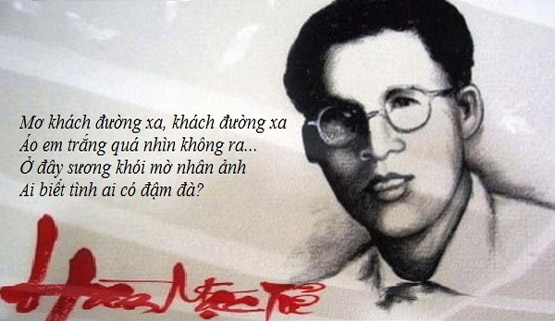 Mơ khách đường xa, khách đường xa
Áo em trắng quá nhìn không ra...
Ở đây sương khói mờ nhân ảnh
Ai biết tình ai có đậm đà?
Hàn Mạc Tử